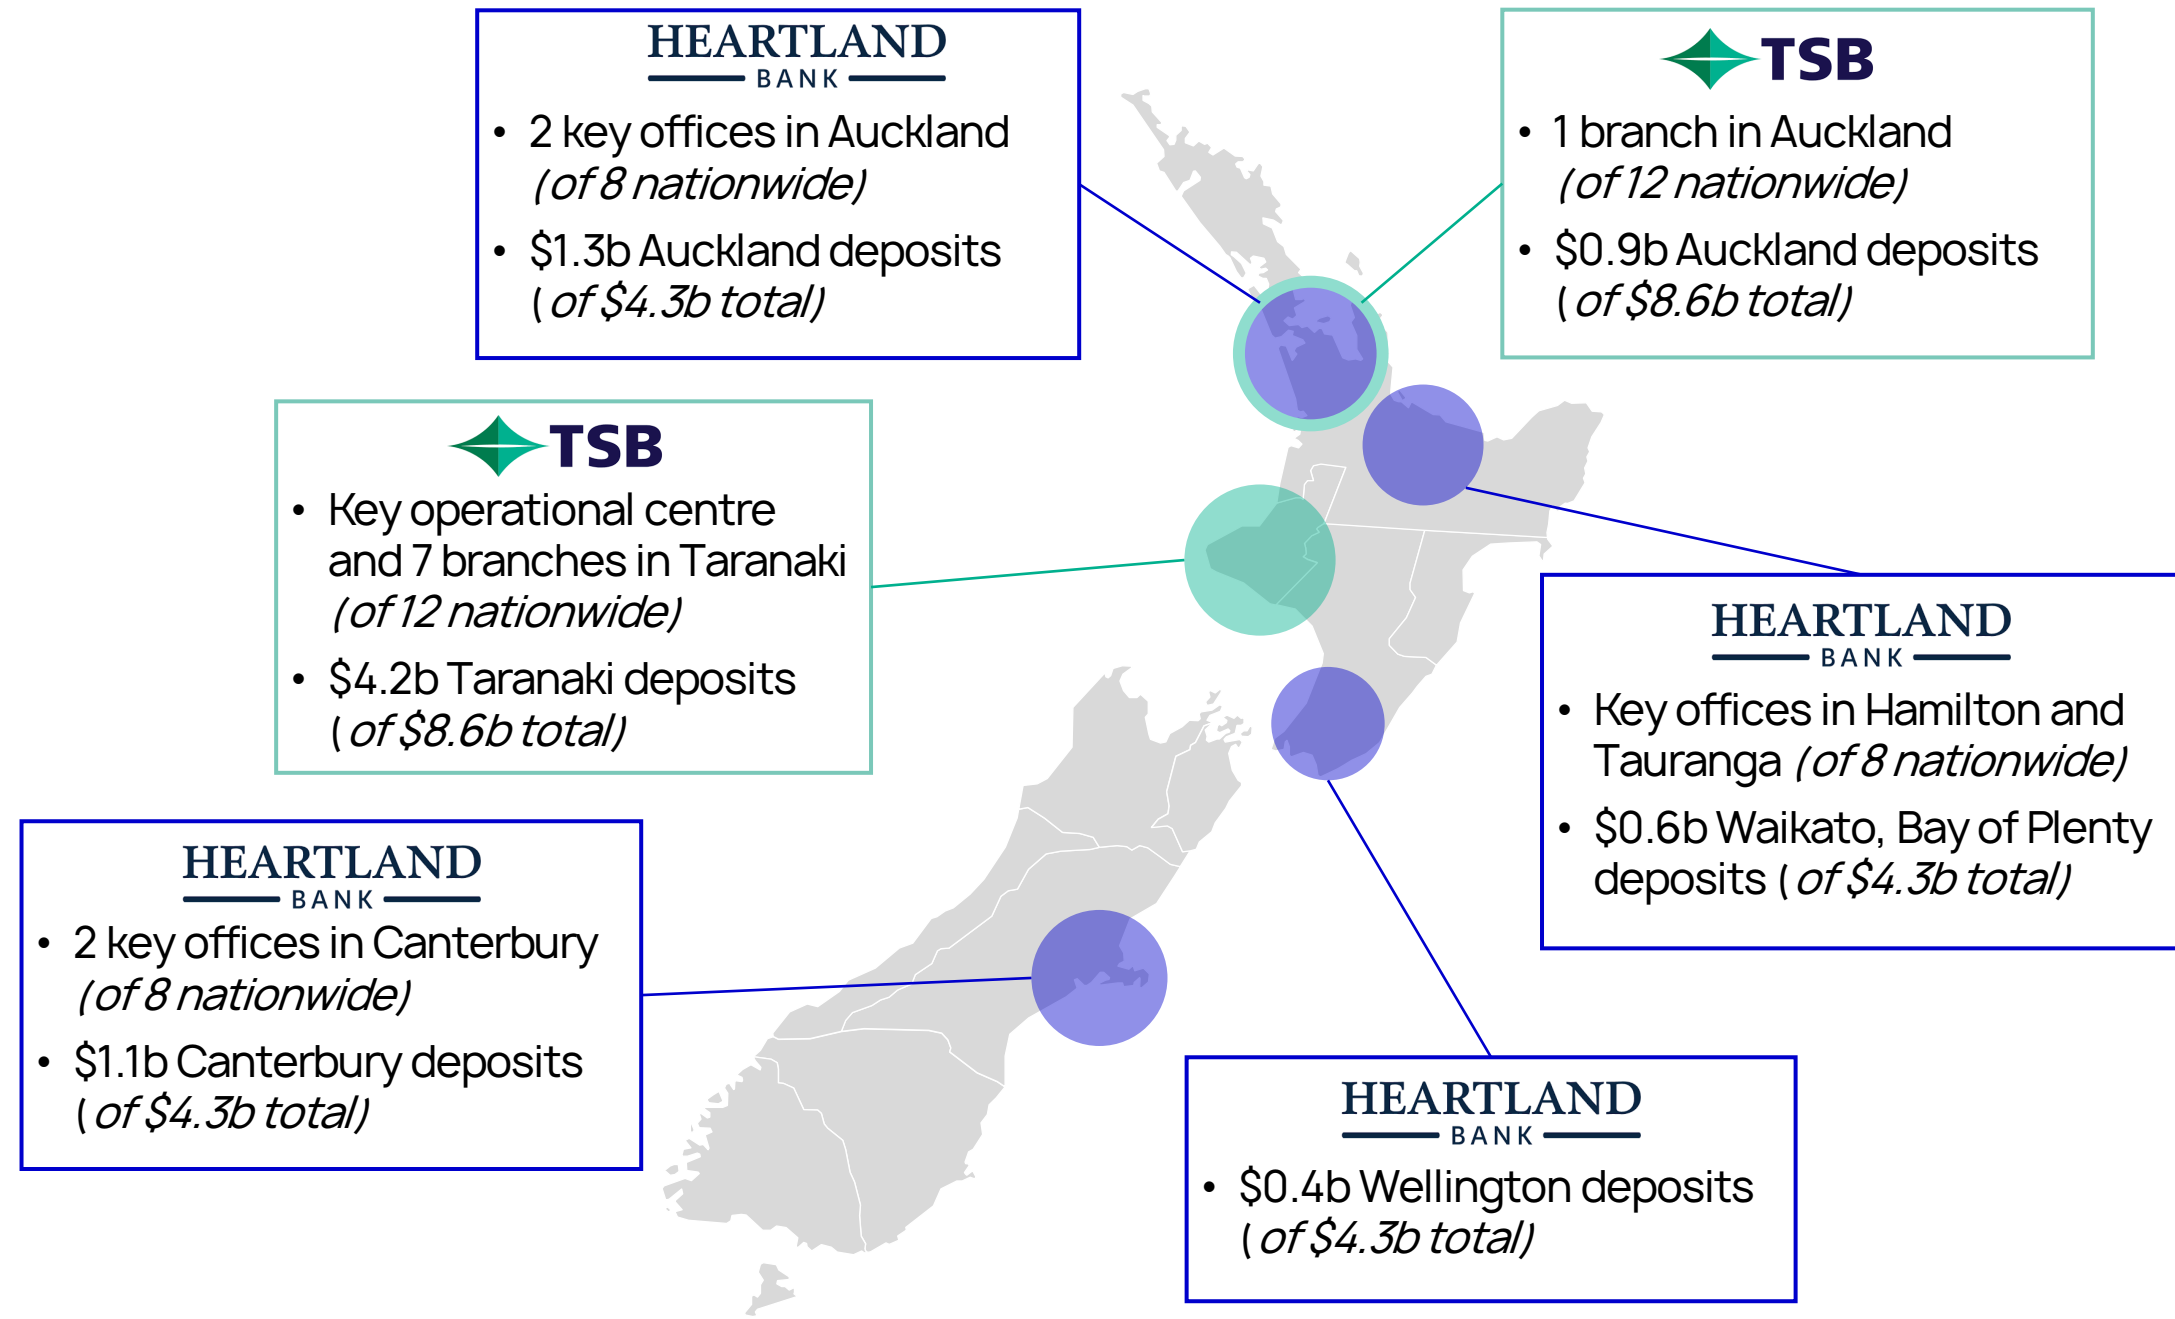 HEARTLAND
BANK
• 2 key offices in Auckland
(of 8 nationwide)
• $1.3b Auckland deposits
(of $4.3b total)
TSB
• 1 branch in Auckland
(of 12 nationwide)
• $0.9b Auckland deposits
(of $8.6b total)
TSB
• Key operational centre
and 7 branches in Taranaki
(of 12 nationwide)
• $4.2b Taranaki deposits
(of $8.6b total)
HEARTLAND
BANK
• Key offices in Hamilton and
Tauranga (of 8 nationwide)
• $0.6b Waikato, Bay of Plenty
deposits (of $4.3b total)
HEARTLAND
BANK
• 2 key offices in Canterbury
(of 8 nationwide)
• $1.1b Canterbury deposits
(of $4.3b total)
HEARTLAND
BANK
• $0.4b Wellington deposits
(of $4.3b total)